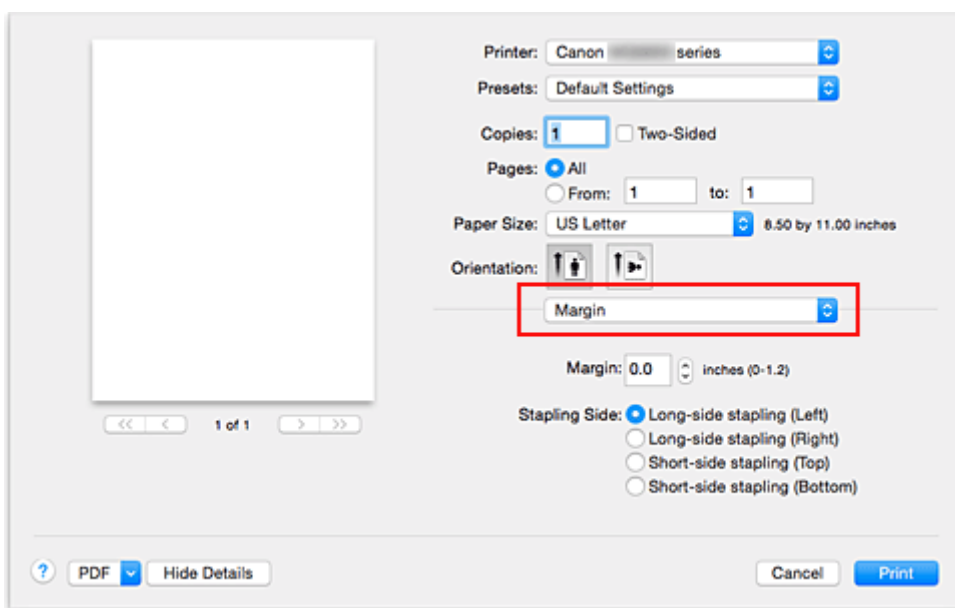 Printer: Canon series
Presets: Default Settings
Copies: 1 Two-Sided
Pages: All
From: 1 to: 1
Paper Size: US Letter 8.50 by 11.00 inches
Orientation:
Margin
Margin: 0.0 inches (0-1.2)
<< < 1 of 1 > >>
Stapling Side: Long-side stapling (Left)
Long-side stapling (Right)
Short-side stapling (Top)
Short-side stapling (Bottom)
? PDF Hide Details Cancel Print